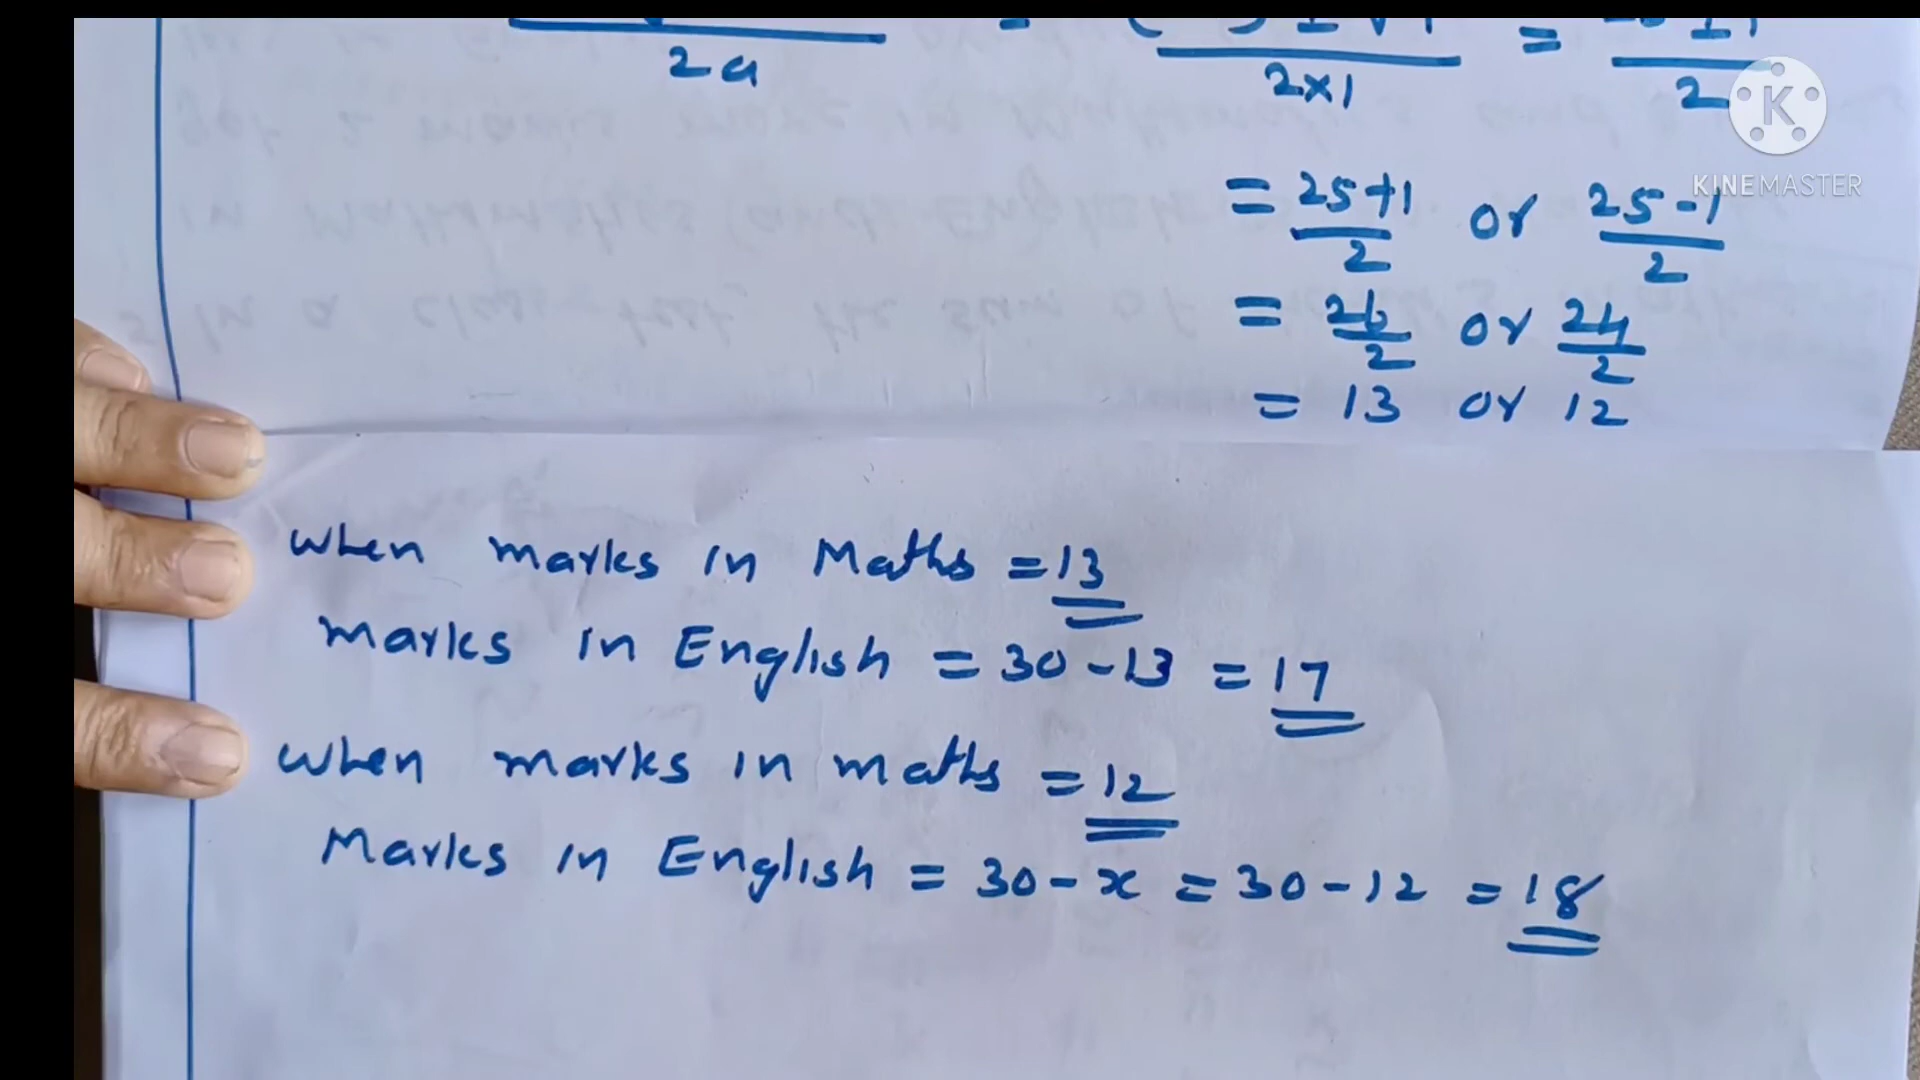 2a
2×1
2
= 25+1/2 or 25-1/2
= 26/2 or 24/2
= 13 or 12
K
KINEMASTER
When marks in Maths = 13
Marks in English = 30-13 = 17
When marks in maths = 12
Marks in English = 30-x = 30-12 = 18